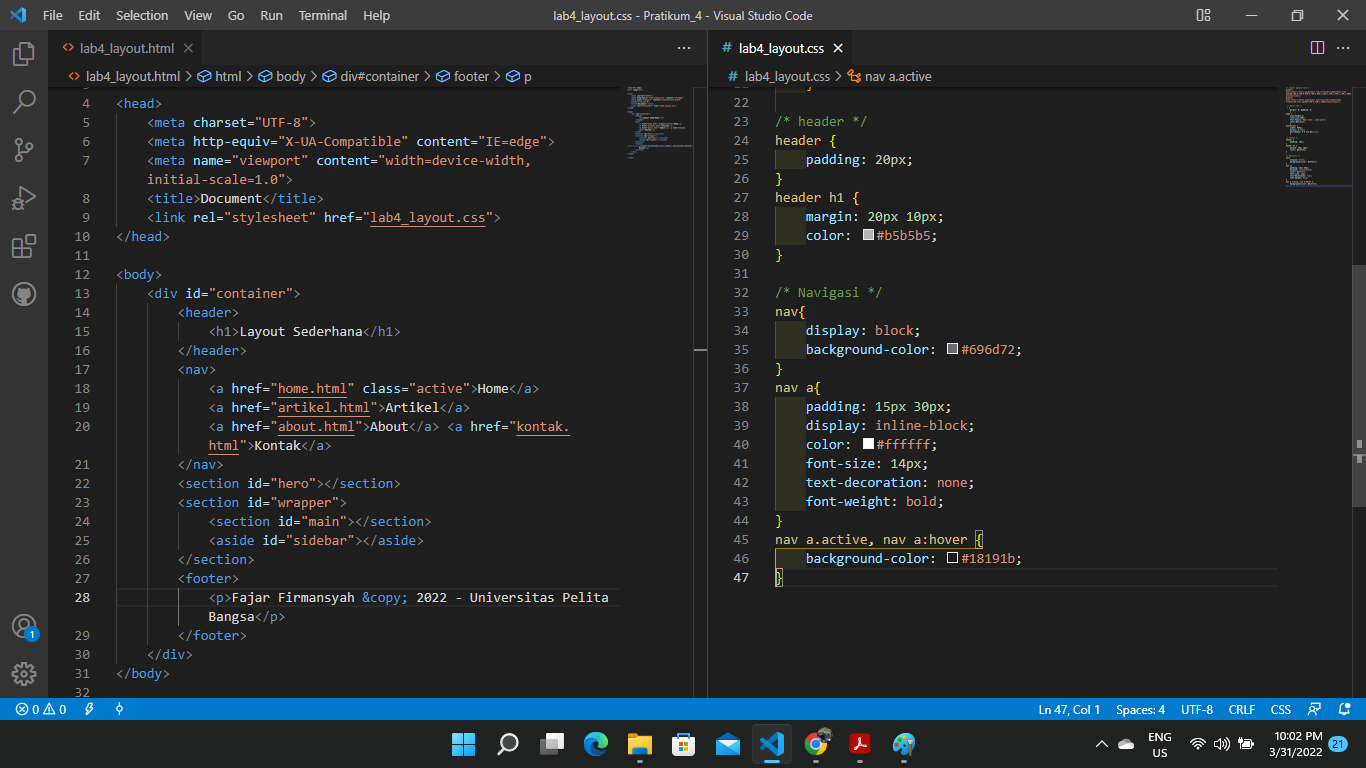 File Edit Selection View Go Run Terminal Help lab4_layout.css - Pratikum_4 - Visual Studio Code
lab4_layout.html
lab4_layout.html > html > body > div#container > footer > p
4 <head>
5 <meta charset="UTF-8">
6 <meta http-equiv="X-UA-Compatible" content="IE=edge">
7 <meta name="viewport" content="width=device-width,
initial-scale=1.0">
8 <title>Document</title>
9 <link rel="stylesheet" href="lab4_layout.css">
10 </head>
11
12 <body>
13 <div id="container">
14 <header>
15 <h1>Layout Sederhana</h1>
16 </header>
17 <nav>
18 <a href="home.html" class="active">Home</a>
19 <a href="artikel.html">Artikel</a>
20 <a href="about.html">About</a> <a href="kontak.
html">Kontak</a>
21 </nav>
22 <section id="hero"></section>
23 <section id="wrapper">
24 <section id="main"></section>
25 <aside id="sidebar"></aside>
26 </section>
27 <footer>
28 <p>Fajar Firmansyah &copy; 2022 - Universitas Pelita
Bangsa</p>
29 </footer>
30 </div>
31 </body>
32
# lab4_layout.css
# lab4_layout.css > nav a.active
22
23 /* header */
24 header {
25 padding: 20px;
26 }
27 header h1 {
28 margin: 20px 10px;
29 color: #b5b5b5;
30 }
31
32 /* Navigasi */
33 nav{
34 display: block;
35 background-color: #696d72;
36 }
37 nav a{
38 padding: 15px 30px;
39 display: inline-block;
40 color: #ffffff;
41 font-size: 14px;
42 text-decoration: none;
43 font-weight: bold;
44 }
45 nav a.active, nav a:hover {
46 background-color: #18191b;
47 }
1
0 0 Ln 47, Col 1 Spaces: 4 UTF-8 CRLF CSS
ENG
US
10:02 PM
3/31/2022
21